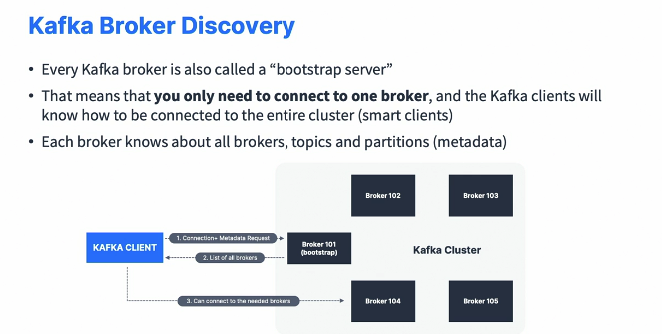 Kafka Broker Discovery
• Every Kafka broker is also called a “bootstrap server”
• That means that you only need to connect to one broker, and the Kafka clients will
know how to be connected to the entire cluster (smart clients)
• Each broker knows about all brokers, topics and partitions (metadata)
Broker 102
Broker 103
KAFKA CLIENT
1. Connection+ Metadata Request
Broker 101
(bootstrap)
2. List of all brokers
Kafka Cluster
3. Can connect to the needed brokers
Broker 104
Broker 105